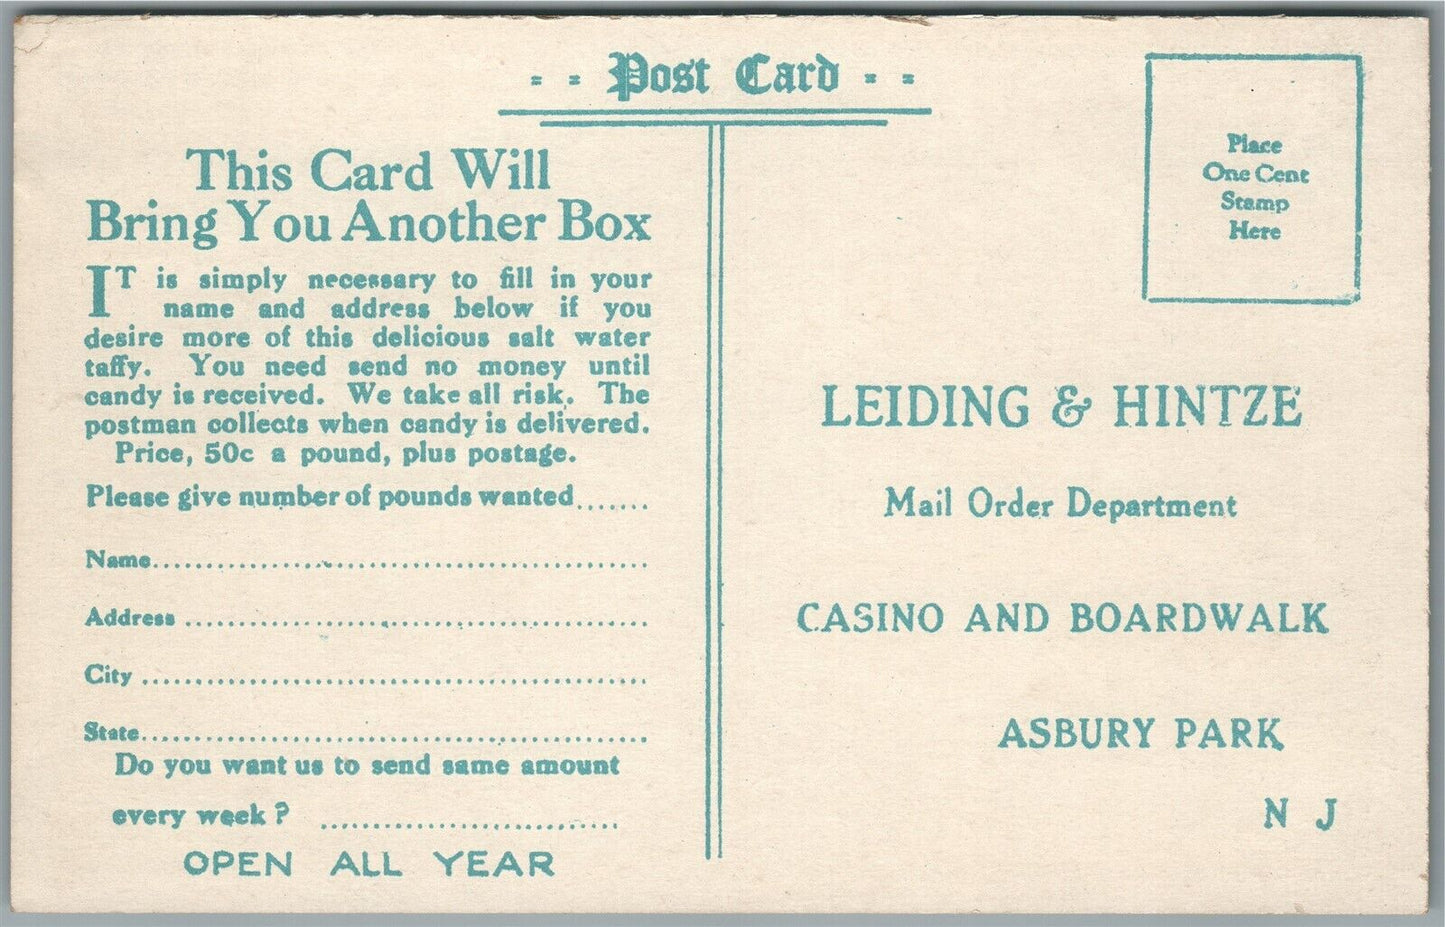 - - Post Card - -
This Card Will
Bring You Another Box
IT is simply necessary to fill in your
name and address below if you
desire more of this delicious salt water
taffy. You need send no money until
candy is received. We take all risk. The
postman collects when candy is delivered.
Price, 50c a pound, plus postage.
Please give number of pounds wanted.......
Name................................................
Address ............................................
City .................................................
State.................................................
Do you want us to send same amount
every week? .............................
OPEN ALL YEAR
Place
One Cent
Stamp
Here
LEIDING & HINTZE
Mail Order Department
CASINO AND BOARDWALK
ASBURY PARK
N J